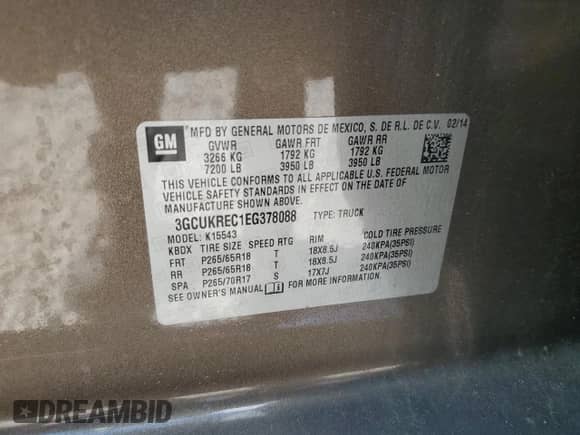 GM
MFD BY GENERAL MOTORS DE MEXICO, S. DE R.L. DE C.V. 02/14
GVWR GAWR FRT GAWR RR
3266 KG 1792 KG 1792 KG
7200 LB 3950 LB 3950 LB
THIS VEHICLE CONFORMS TO ALL APPLICABLE U.S. FEDERAL MOTOR
VEHICLE SAFETY STANDARDS IN EFFECT ON THE DATE OF
MANUFACTURE SHOWN ABOVE.
3GCUKREC1EG378088 TYPE: TRUCK
MODEL: K15543
KBDX TIRE SIZE SPEED RTG RIM COLD TIRE PRESSURE
FRT P265/65R18 T 18X8.5J 240KPA(35PSI)
RR P265/65R18 T 18X8.5J 240KPA(35PSI)
SPA P265/70R17 S 17X7J 240KPA(35PSI)
SEE OWNER'S MANUAL FOR MORE INFORMATION.
DREAMBID